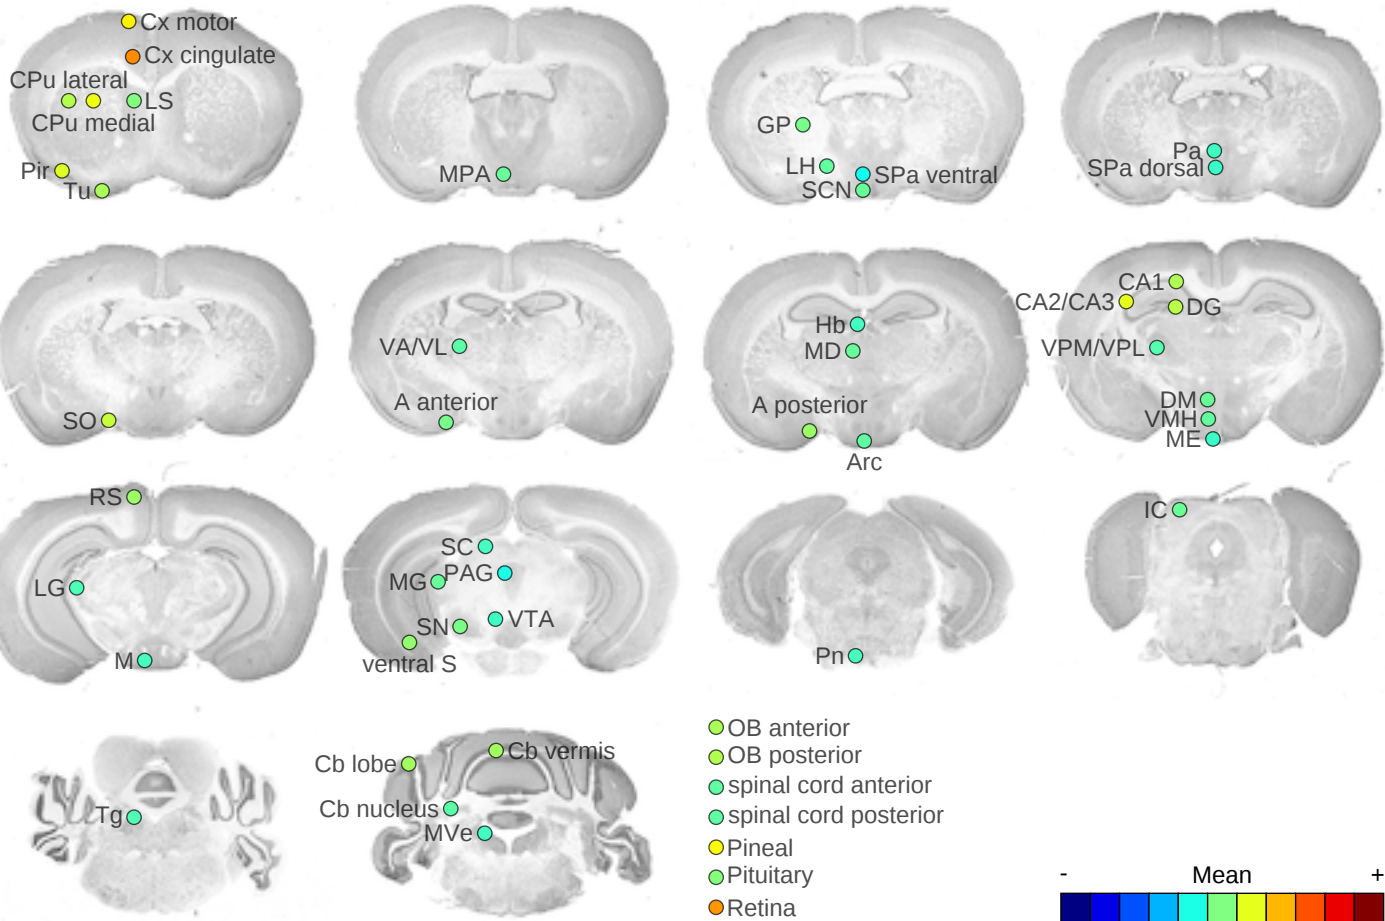 Cx motor
Cx cingulate
CPu lateral
LS
CPu medial
Pir
Tu
MPA
GP
LH
SPa ventral
SCN
Pa
SPa dorsal
SO
VA/VL
A anterior
Hb
MD
A posterior
Arc
CA1
CA2/CA3
DG
VPM/VPL
DM
VMH
ME
RS
LG
M
SC
MG
PAG
SN
VTA
ventral S
Pn
IC
Tg
Cb lobe
Cb vermis
Cb nucleus
MVe
OB anterior
OB posterior
spinal cord anterior
spinal cord posterior
Pineal
Pituitary
Retina
- Mean +